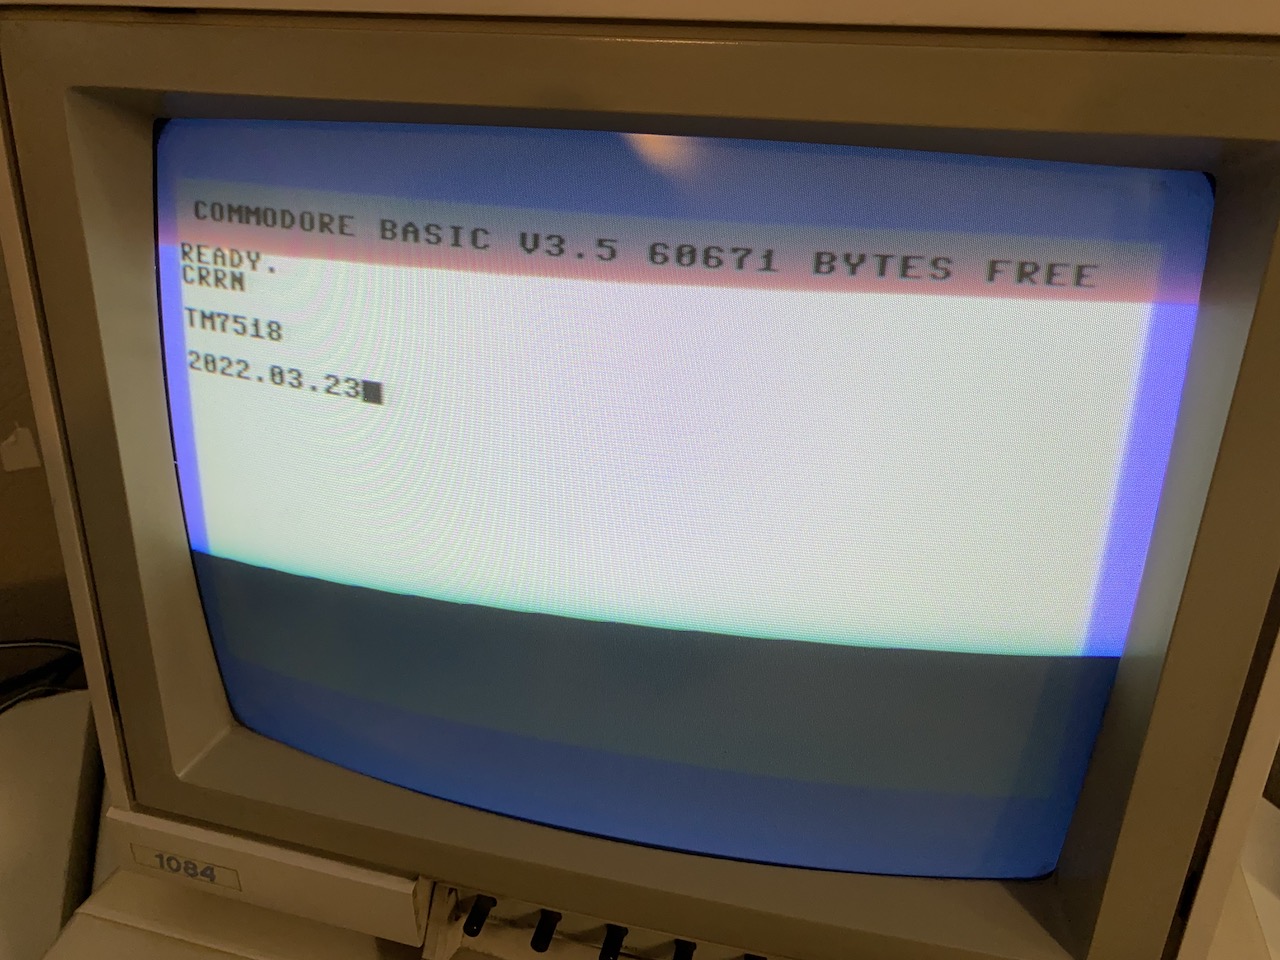 COMMODORE BASIC V3.5 60671 BYTES FREE
READY.
CRRN
TM7518
2022.03.23
1084